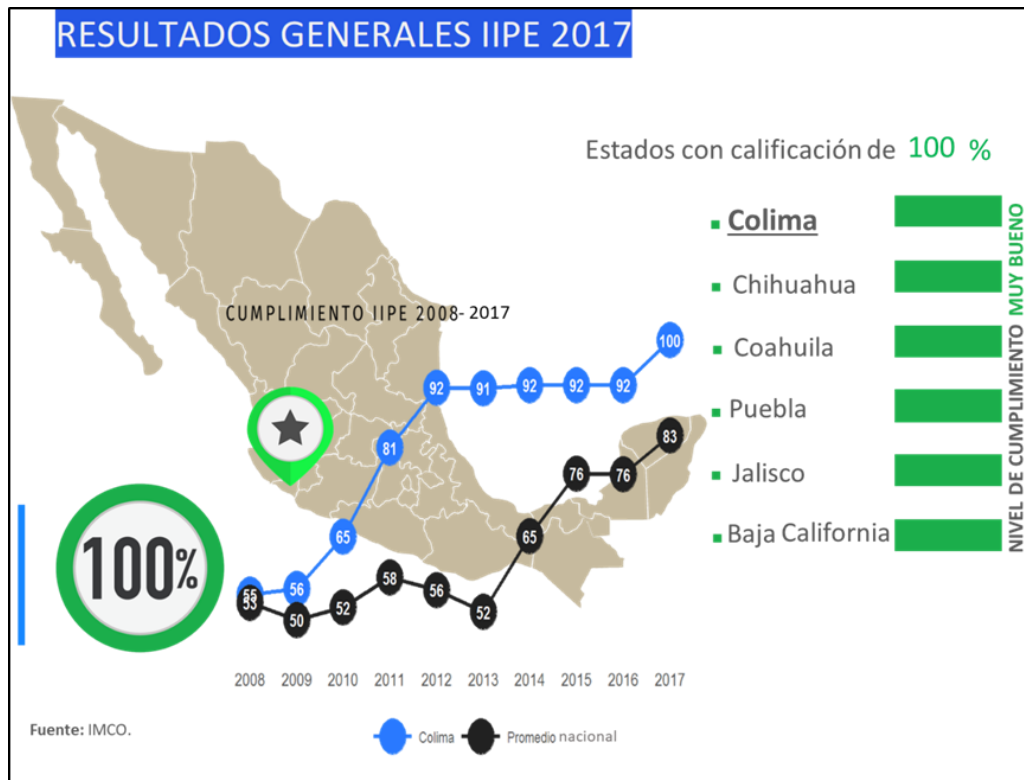 RESULTADOS GENERALES IIPE 2017
Estados con calificación de 100 %
Colima
Chihuahua
Coahuila
Puebla
Jalisco
Baja California
NIVEL DE CUMPLIMIENTO MUY BUENO
CUMPLIMIENTO IIPE 2008-2017
100
92 91 92 92 92
81
83
76 76
65
65
55 56
53 50 52 58 56 52
100%
2008 2009 2010 2011 2012 2013 2014 2015 2016 2017
Fuente: IMCO.
Colima Promedio nacional